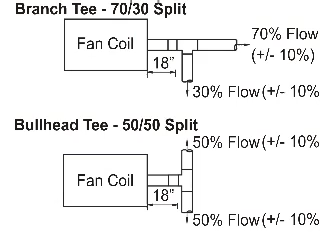 Branch Tee - 70/30 Split
Fan Coil
70% Flow
(+/- 10%)
18"
30% Flow(+/- 10%
Bullhead Tee - 50/50 Split
50% Flow(+/- 10%
Fan Coil
18"
50% Flow(+/- 10%